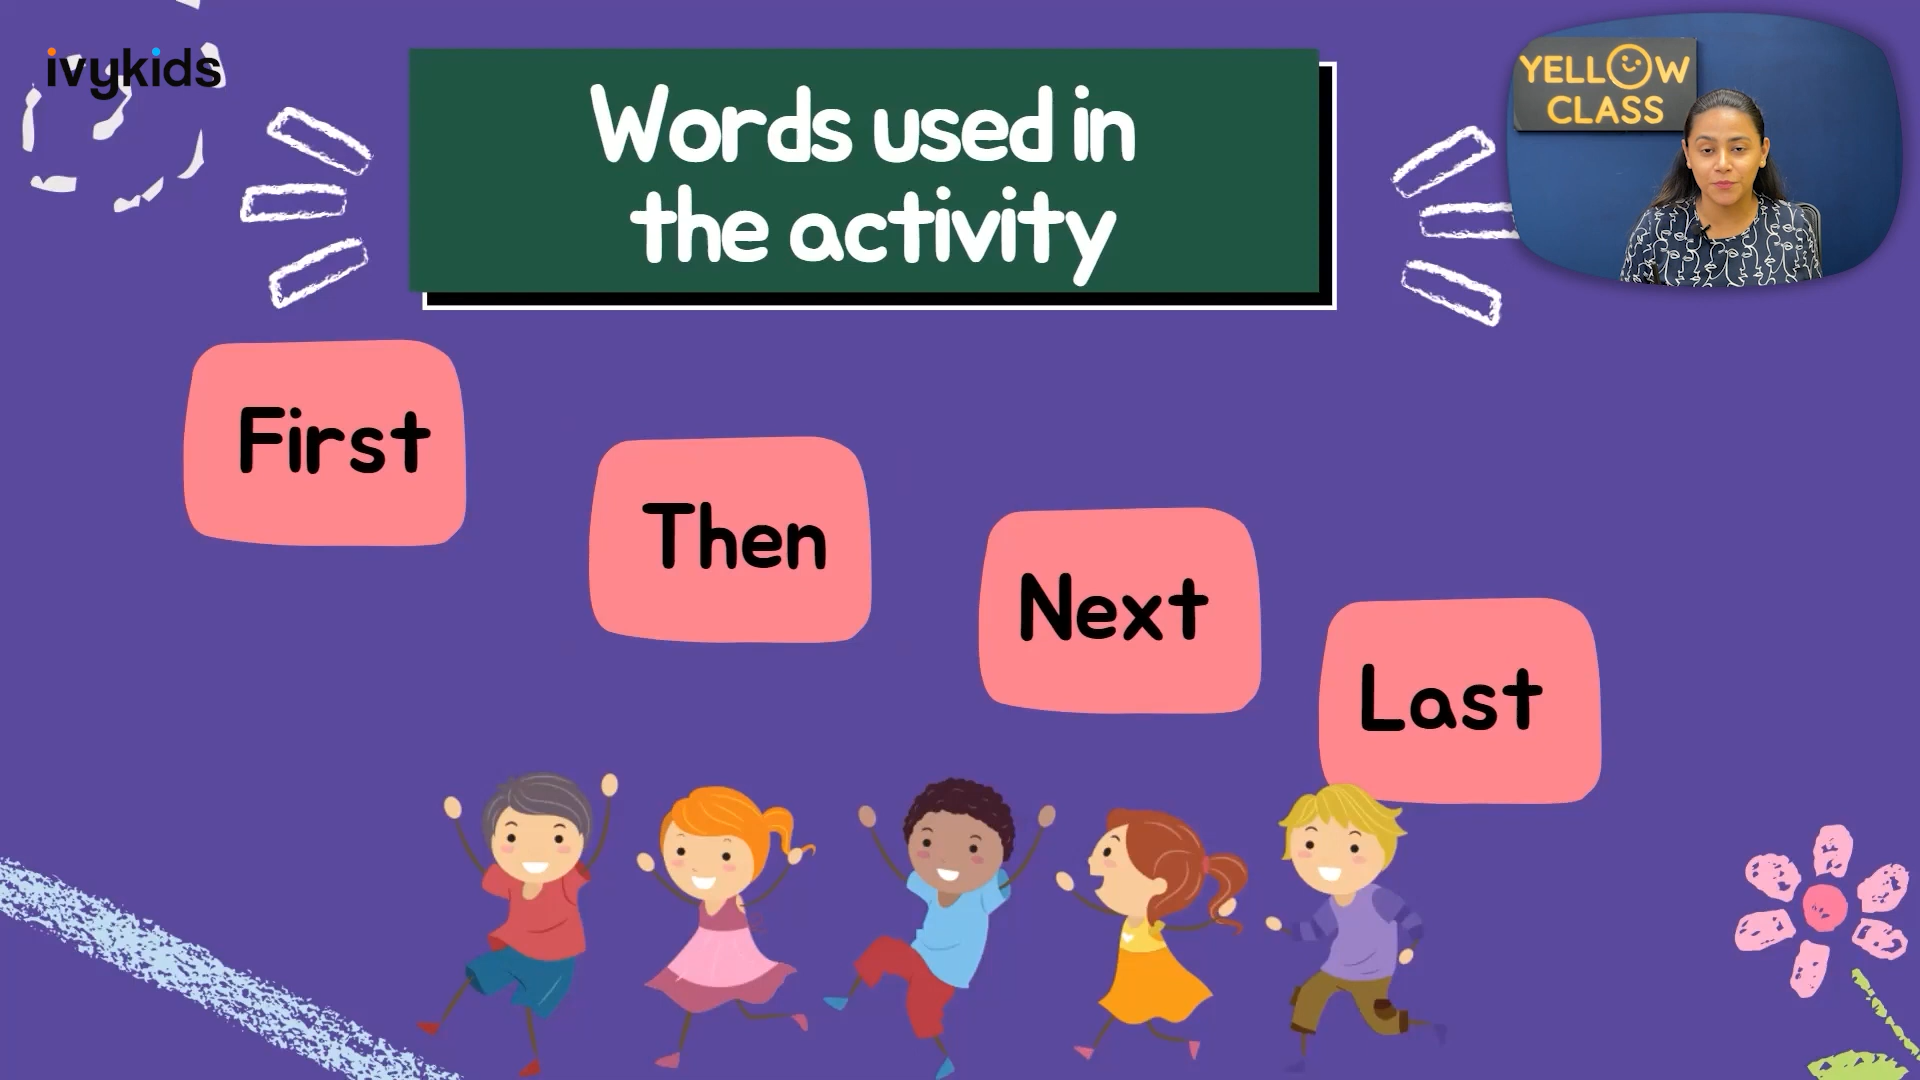 ivykids
Words used in
the activity
YELLOW
CLASS
First
Then
Next
Last